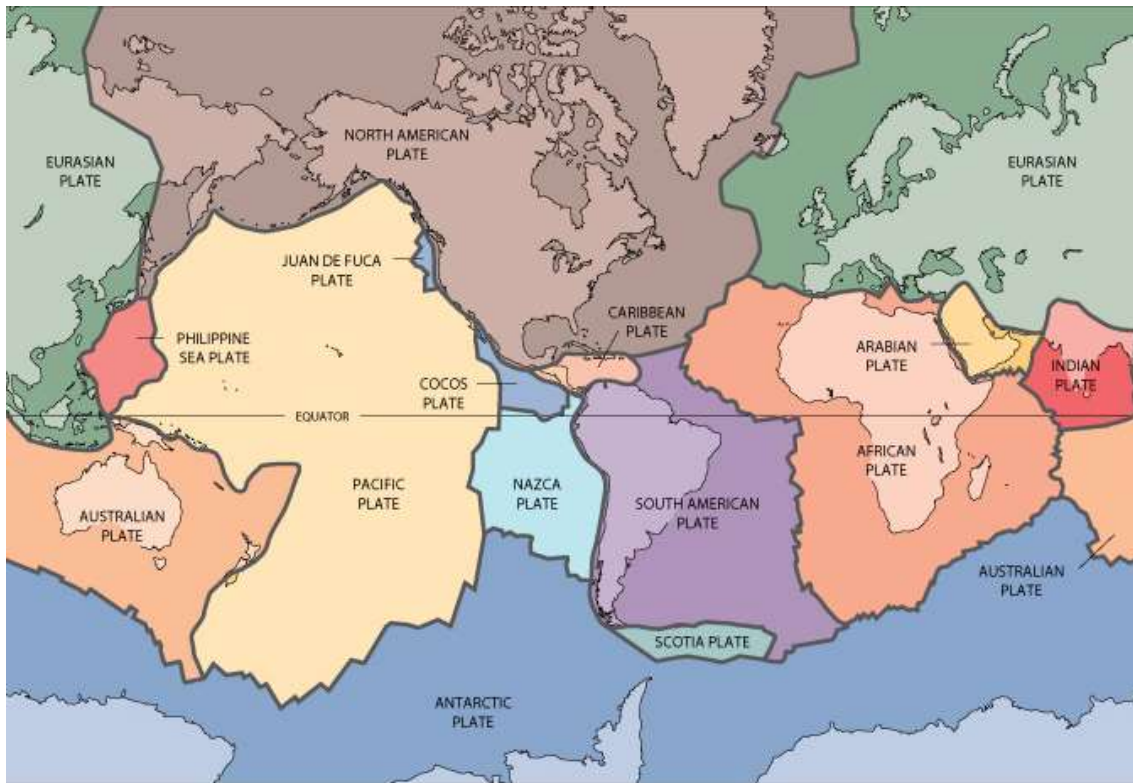 NORTH AMERICAN
PLATE
EURASIAN
PLATE
EURASIAN
PLATE
JUAN DE FUCA
PLATE
CARIBBEAN
PLATE
PHILIPPINE
SEA PLATE
ARABIAN
PLATE
INDIAN
PLATE
COCOS
PLATE
EQUATOR
AFRICAN
PLATE
PACIFIC
PLATE
NAZCA
PLATE
SOUTH AMERICAN
PLATE
AUSTRALIAN
PLATE
AUSTRALIAN
PLATE
SCOTIA PLATE
ANTARCTIC
PLATE